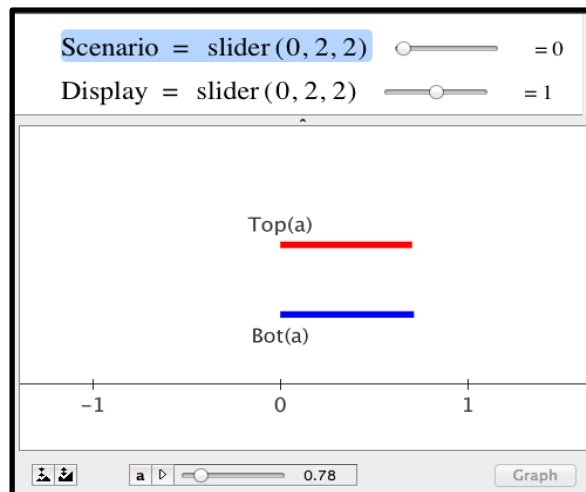 Scenario = slider(0, 2, 2) = 0
Display = slider(0, 2, 2) = 1
Top(a)
Bot(a)
-1 0 1
a 0.78 Graph